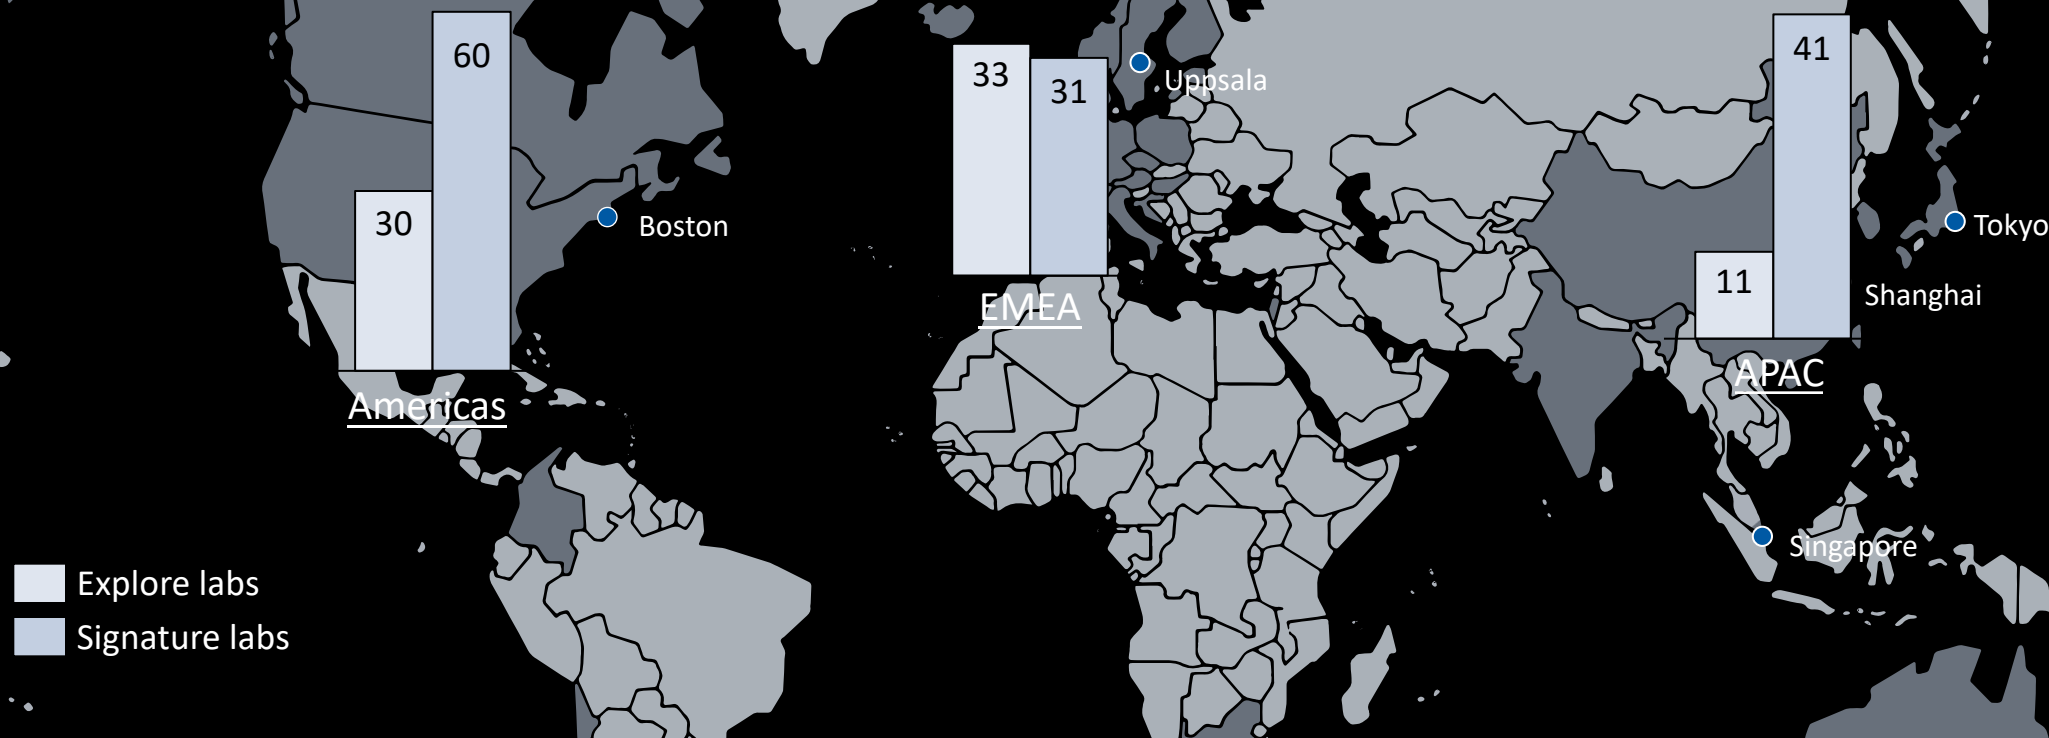 60
30
Boston
Americas
33
31
Uppsala
EMEA
41
11
Tokyo
Shanghai
APAC
Singapore
Explore labs
Signature labs